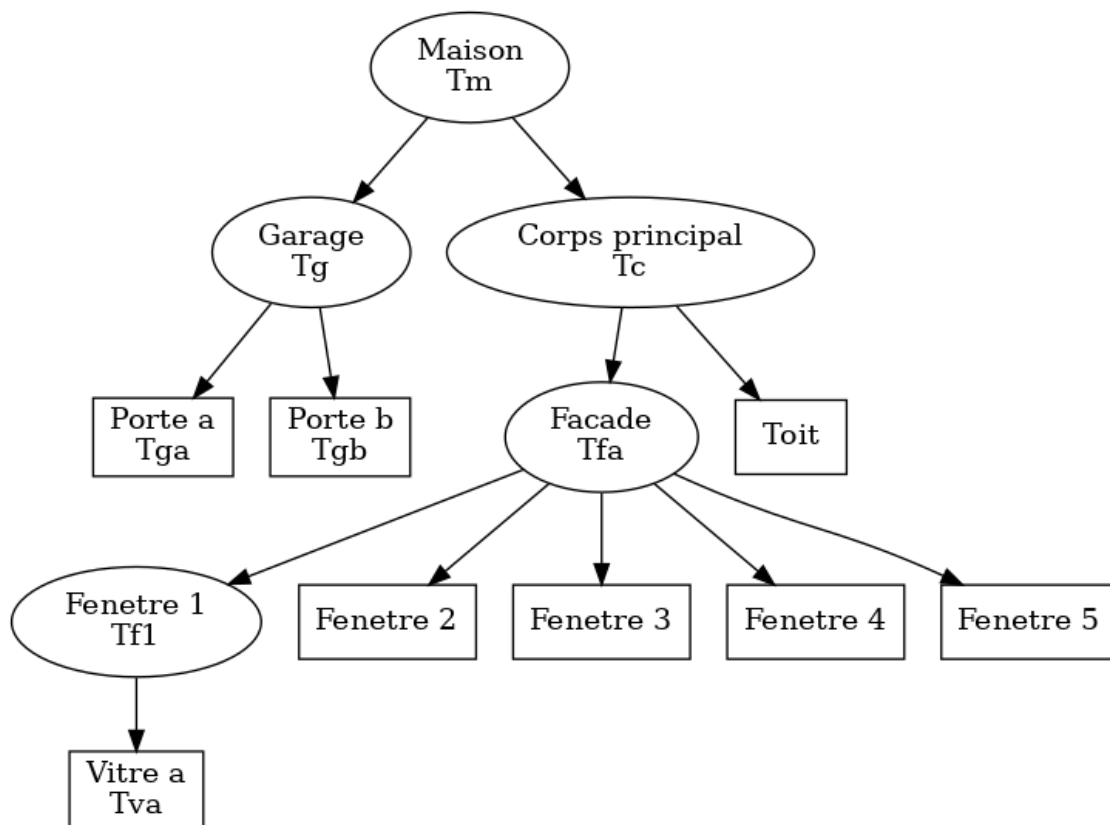 Maison
Tm
Garage
Tg
Corps principal
Tc
Porte a
Tga
Porte b
Tgb
Facade
Tfa
Toit
Fenetre 1
Tf1
Fenetre 2
Fenetre 3
Fenetre 4
Fenetre 5
Vitre a
Tva